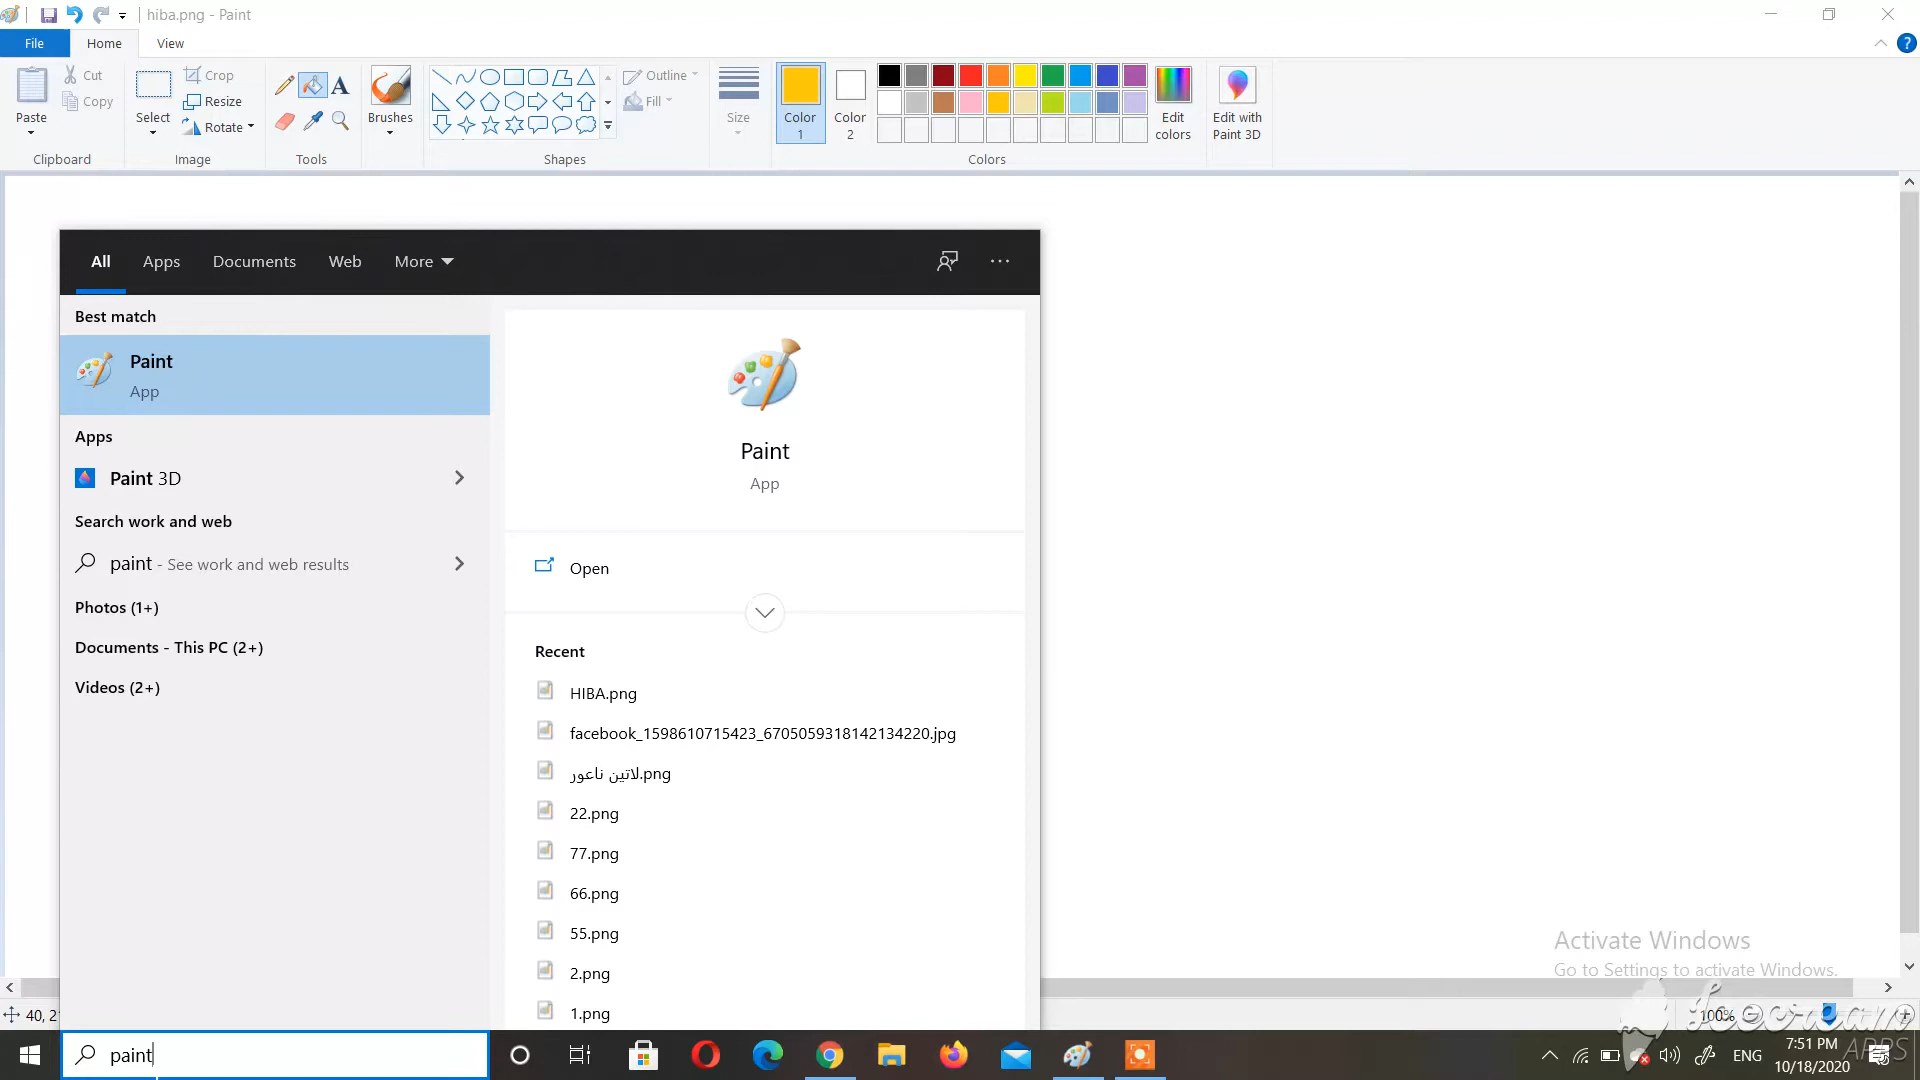 hiba.png - Paint
File
Home
View
Paste
Cut
Copy
Clipboard
Select
Crop
Resize
Rotate
Image
A
Tools
Brushes
Shapes
Outline
Fill
Size
Color
1
Color
2
Colors
Edit
colors
Edit with
Paint 3D
All
Apps
Documents
Web
More
Best match
Paint
App
Apps
Paint 3D
Search work and web
paint - See work and web results
Photos (1+)
Documents - This PC (2+)
Videos (2+)
Paint
App
Open
Recent
HIBA.png
facebook_1598610715423_6705059318142134220.jpg
لاتين ناعور.png
22.png
77.png
66.png
55.png
2.png
1.png
Activate Windows
Go to Settings to activate Windows.
40, 2
100%
icecream
APPS
paint
ENG
7:51 PM
10/18/2020